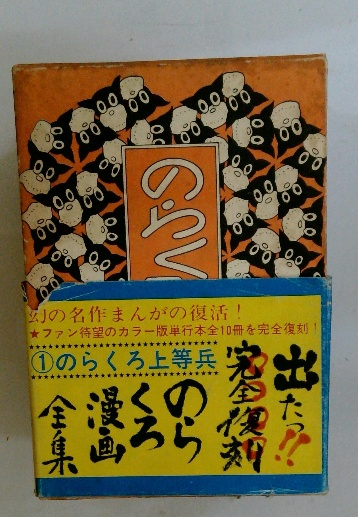 のらく
幻の名作まんがの復活!
★ファン待望のカラー版単行本全10冊を完全復刻!
①のらくろ上等兵
出たっ!!
完全復刻
のら
くろ
漫画
全集